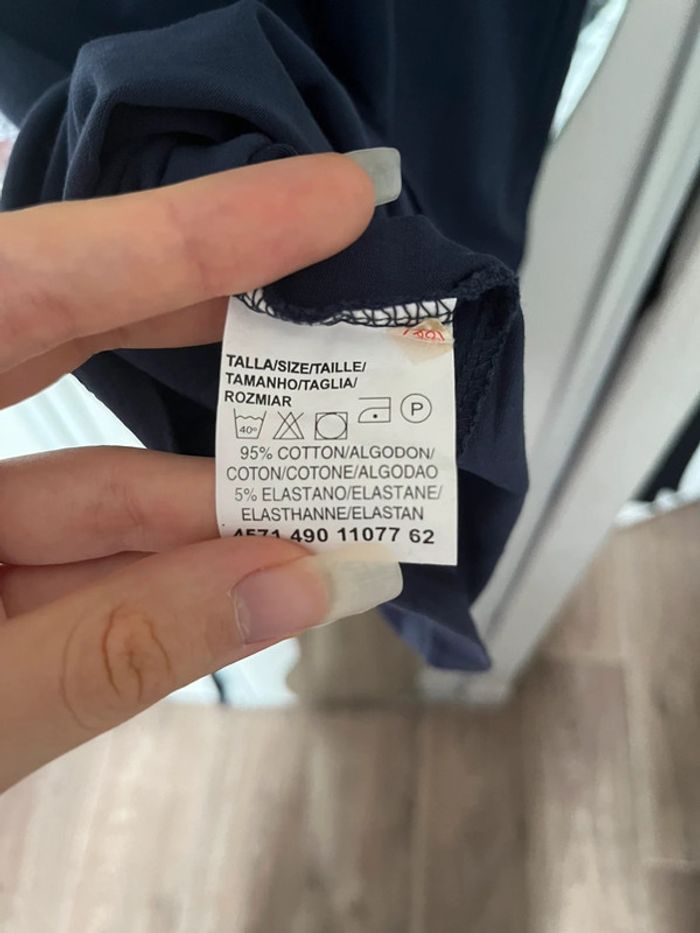 TALLA/SIZE/TAILLE/
TAMANHO/TAGLIA/
ROZMIAR
40° P
95% COTTON/ALGODON/
COTON/COTONE/ALGODAO
5% ELASTANO/ELASTANE/
ELASTHANNE/ELASTAN
4571 490 11077 62